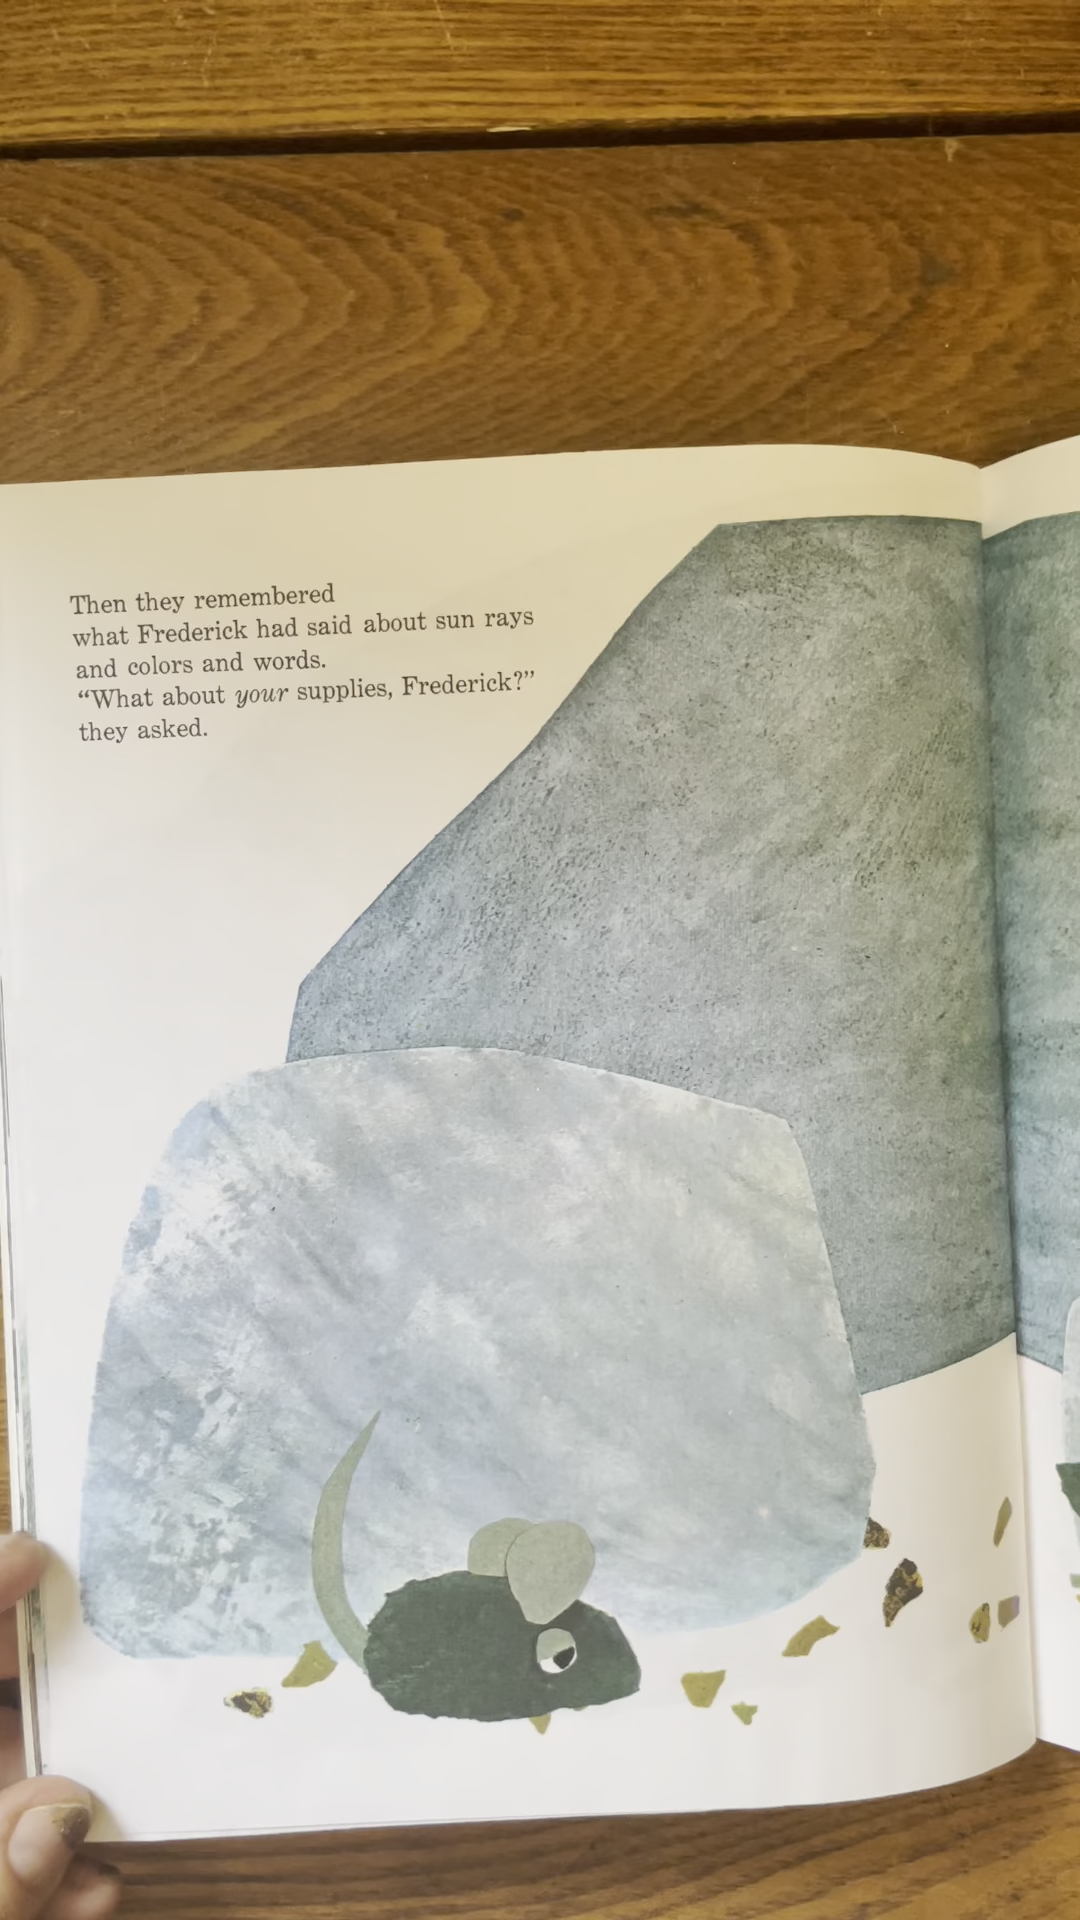 Then they remembered
what Frederick had said about sun rays
and colors and words.
“What about your supplies, Frederick?”
they asked.